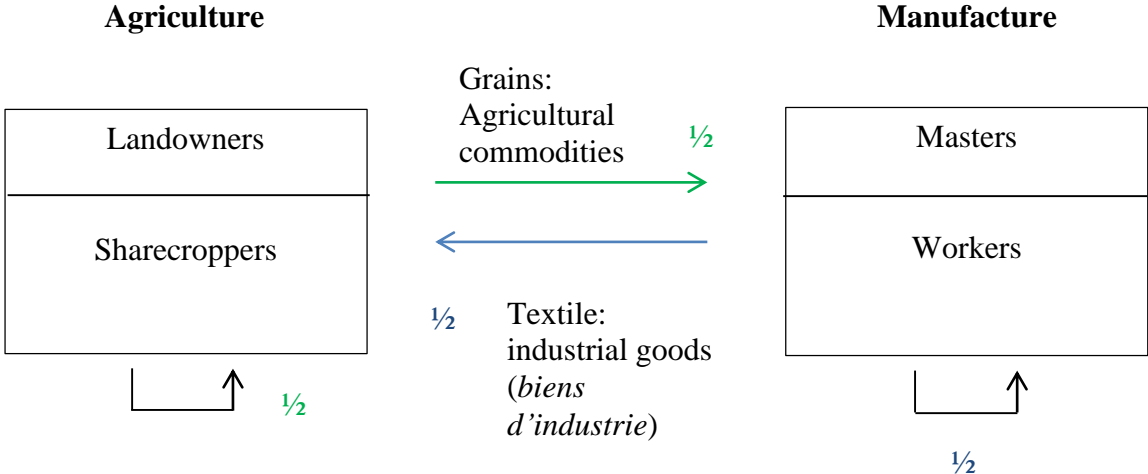 Agriculture
Manufacture
Grains:
Agricultural
commodities
½
Landowners
Masters
Sharecroppers
Workers
½
Textile:
industrial goods
(biens
d’industrie)
½
½